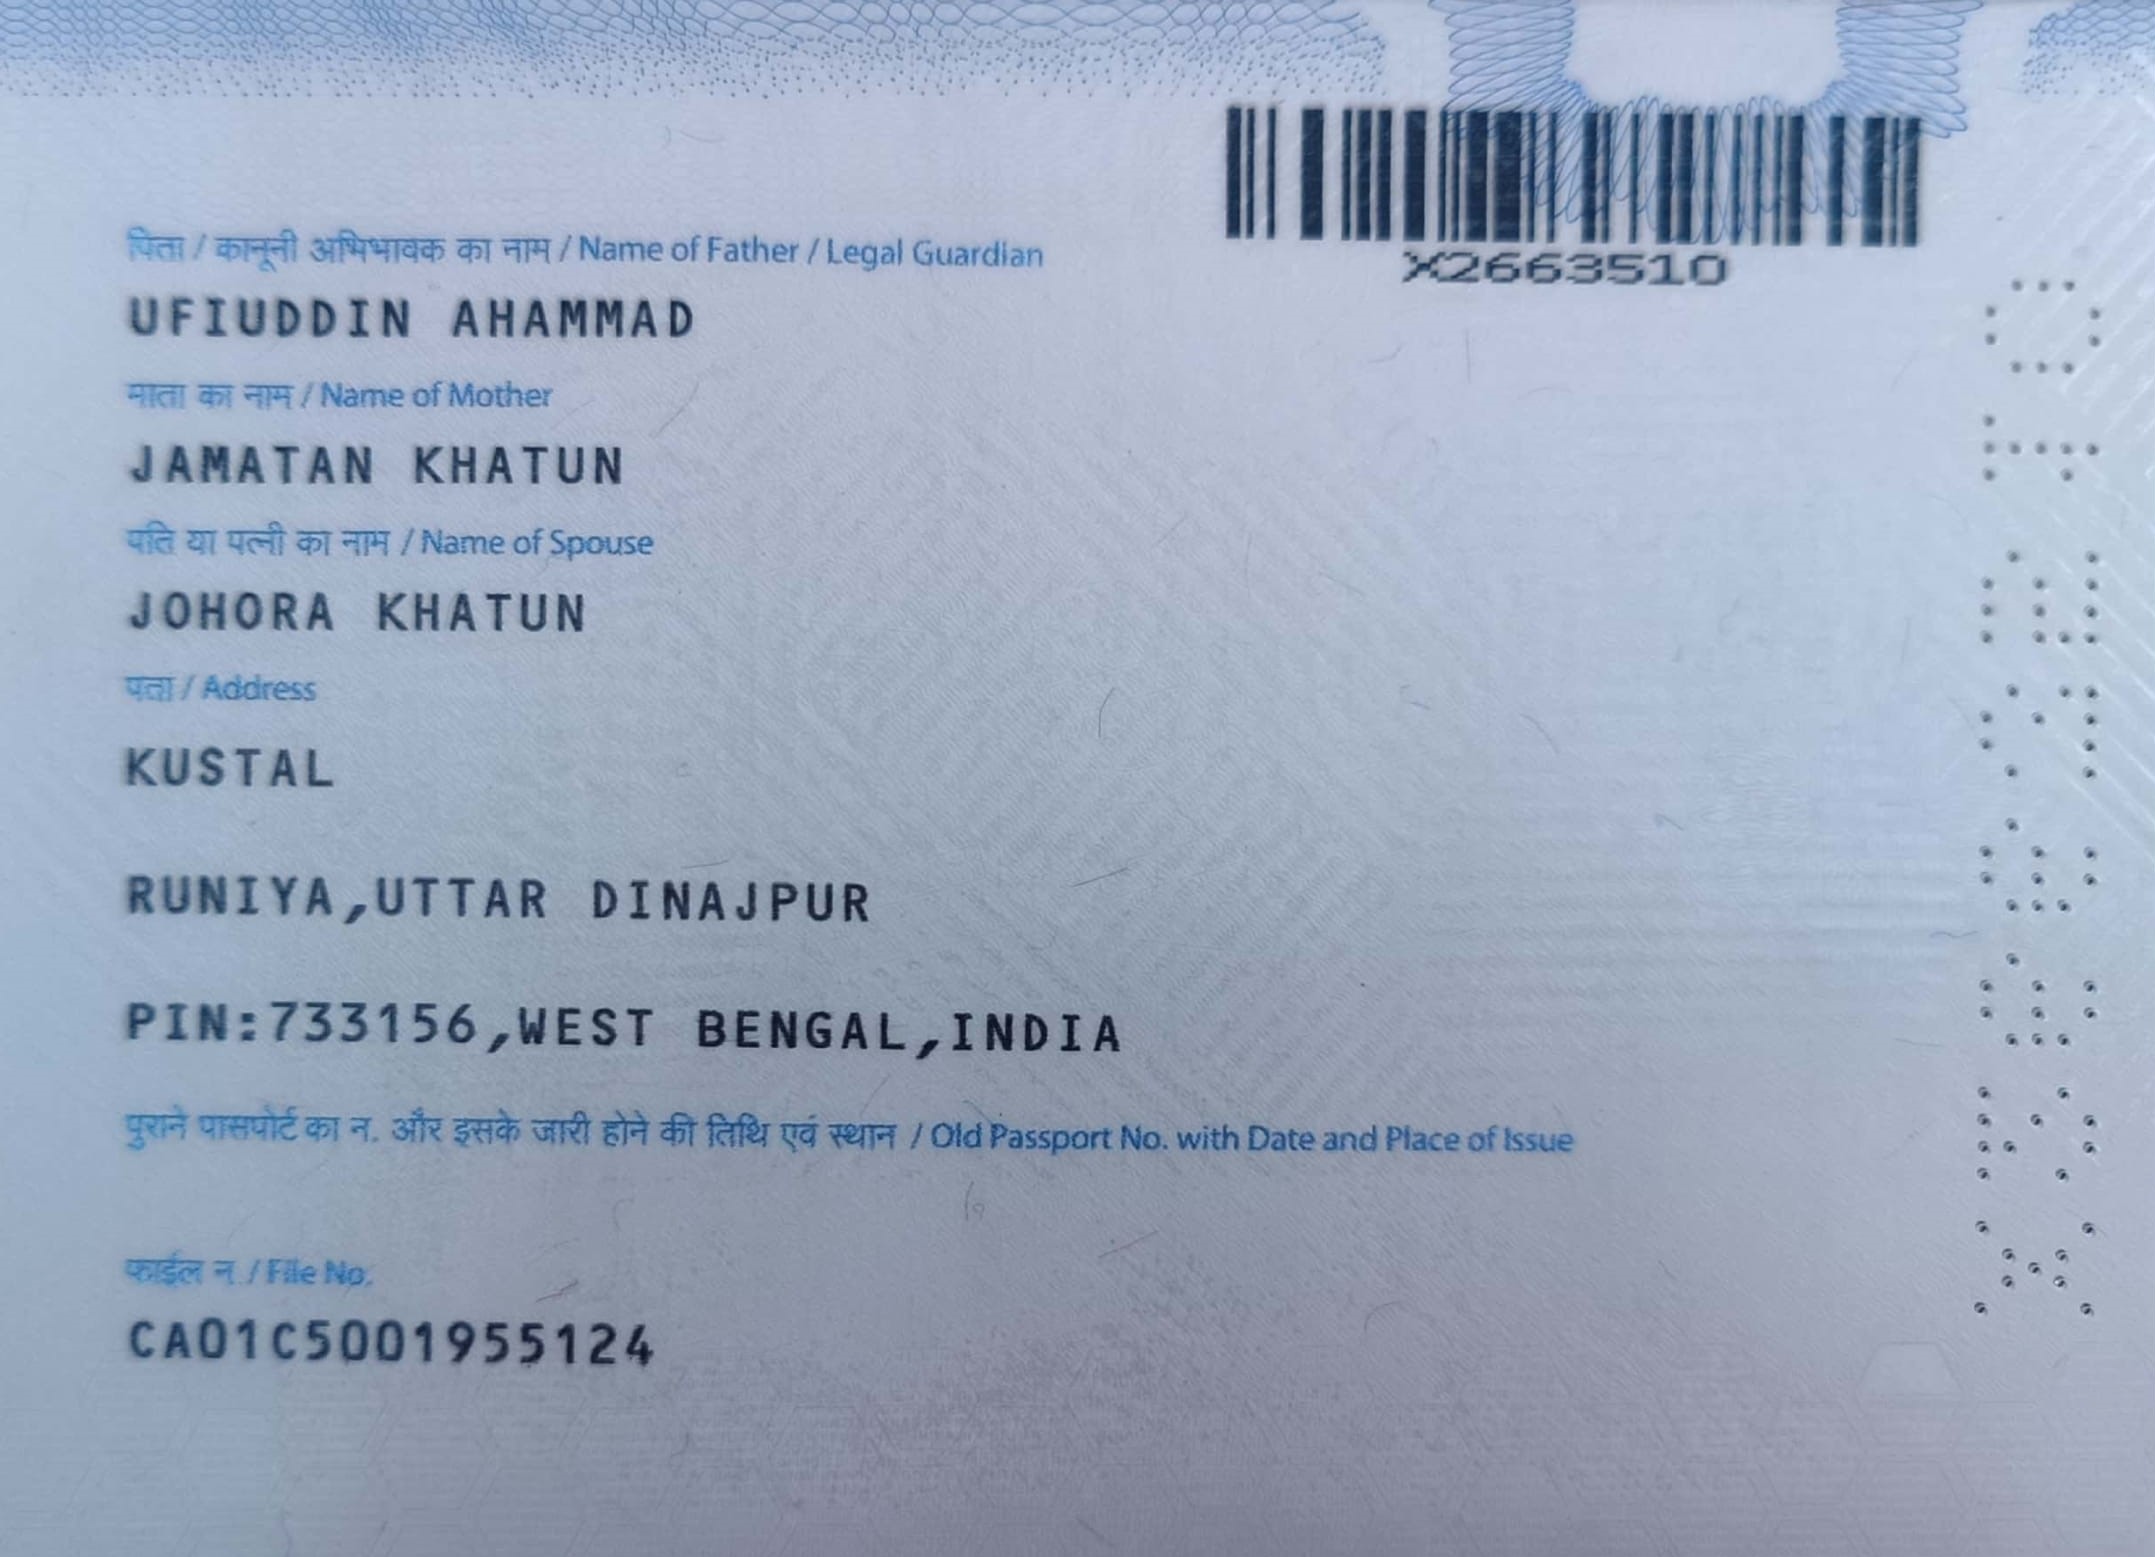 X2663510
पिता / कानूनी अभिभावक का नाम / Name of Father / Legal Guardian
UFIUDDIN AHAMMAD
माता का नाम / Name of Mother
JAMATAN KHATUN
पति या पत्नी का नाम / Name of Spouse
JOHORA KHATUN
पता / Address
KUSTAL
RUNIYA,UTTAR DINAJPUR
PIN:733156,WEST BENGAL,INDIA
पुराने पासपोर्ट का न. और इसके जारी होने की तिथि एवं स्थान / Old Passport No. with Date and Place of Issue
फाईल न / File No.
CA01C5001955124
X2663510